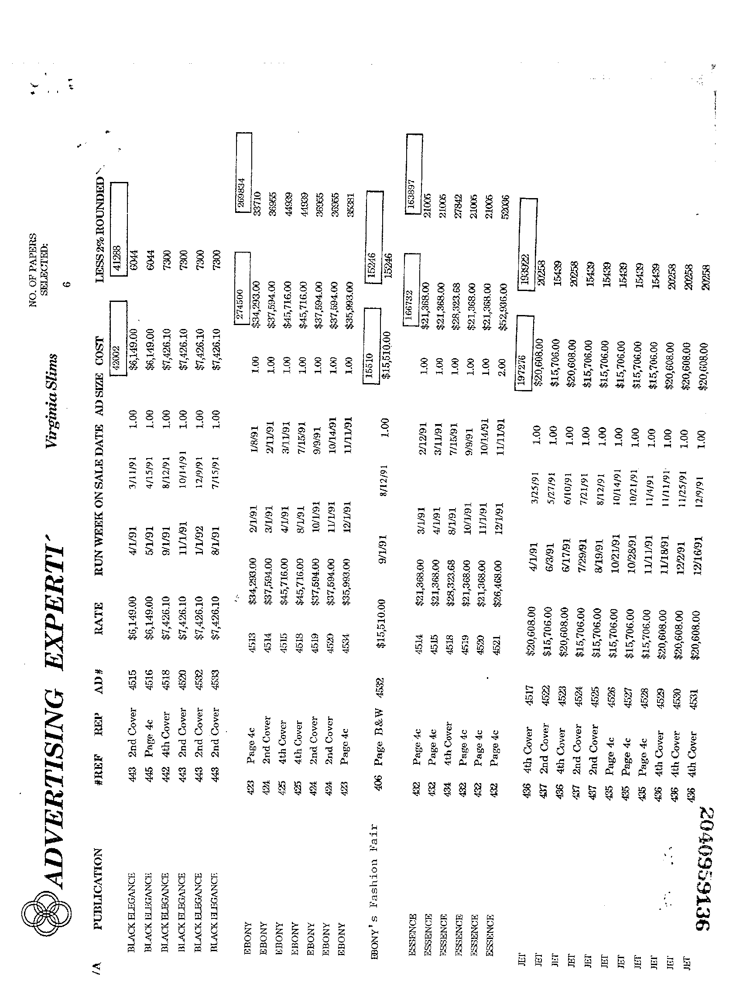 NO. OF PAPERS
SELECTED:
ADVERTISING EXPERTI´ Virginia Slims 6
/A PUBLICATION #REF REP AD# RATE RUN WEEK ON SALE DATE AD SIZE COST LESS 2% ROUNDED
42002 41288
BLACK ELEGANCE 443 2nd Cover 4515 $6,149.00 4/1/91 3/11/91 1.00 $6,149.00 6044
BLACK ELEGANCE 445 Page 4c 4516 $6,149.00 5/1/91 4/15/91 1.00 $6,149.00 6044
BLACK ELEGANCE 442 4th Cover 4518 $7,426.10 9/1/91 8/12/91 1.00 $7,426.10 7300
BLACK ELEGANCE 443 2nd Cover 4520 $7,426.10 11/1/91 10/14/91 1.00 $7,426.10 7300
BLACK ELEGANCE 443 2nd Cover 4532 $7,426.10 1/1/92 12/9/91 1.00 $7,426.10 7300
BLACK ELEGANCE 443 2nd Cover 4533 $7,426.10 8/1/91 7/15/91 1.00 $7,426.10 7300
274500 269834
EBONY 423 Page 4c 4513 $34,293.00 2/1/91 1/8/91 1.00 $34,293.00 33710
EBONY 424 2nd Cover 4514 $37,594.00 3/1/91 2/11/91 1.00 $37,594.00 36955
EBONY 425 4th Cover 4515 $45,716.00 4/1/91 3/11/91 1.00 $45,716.00 44939
EBONY 425 4th Cover 4518 $45,716.00 8/1/91 7/15/91 1.00 $45,716.00 44939
EBONY 424 2nd Cover 4519 $37,594.00 10/1/91 9/9/91 1.00 $37,594.00 36955
EBONY 424 2nd Cover 4520 $37,594.00 11/1/91 10/14/91 1.00 $37,594.00 36955
EBONY 423 Page 4c 4534 $35,993.00 12/1/91 11/11/91 1.00 $35,993.00 35381
15510 15246
EBONY's Fashion Fair 406 Page B&W 4532 $15,510.00 9/1/91 8/12/91 1.00 $15,510.00 15246
166732 163897
ESSENCE 432 Page 4c 4514 $21,368.00 3/1/91 2/12/91 1.00 $21,368.00 21005
ESSENCE 432 Page 4c 4515 $21,368.00 4/1/91 3/11/91 1.00 $21,368.00 21005
ESSENCE 434 4th Cover 4518 $28,323.68 8/1/91 7/15/91 1.00 $28,323.68 27842
ESSENCE 432 Page 4c 4519 $21,368.00 10/1/91 9/9/91 1.00 $21,368.00 21005
ESSENCE 432 Page 4c 4520 $21,368.00 11/1/91 10/14/91 1.00 $21,368.00 21005
ESSENCE 432 Page 4c 4521 $26,468.00 12/1/91 11/11/91 2.00 $52,936.00 52036
197276 193922
JET 436 4th Cover 4517 $20,608.00 4/1/91 3/25/91 1.00 $20,608.00 20258
JET 437 2nd Cover 4522 $15,706.00 6/3/91 5/27/91 1.00 $15,706.00 15439
JET 436 4th Cover 4523 $20,608.00 6/17/91 6/10/91 1.00 $20,608.00 20258
JET 437 2nd Cover 4524 $15,706.00 7/29/91 7/21/91 1.00 $15,706.00 15439
JET 437 2nd Cover 4525 $15,706.00 8/19/91 8/12/91 1.00 $15,706.00 15439
JET 435 Page 4c 4526 $15,706.00 10/21/91 10/14/91 1.00 $15,706.00 15439
JET 435 Page 4c 4527 $15,706.00 10/28/91 10/21/91 1.00 $15,706.00 15439
JET 435 Page 4c 4528 $15,706.00 11/11/91 11/4/91 1.00 $15,706.00 15439
JET 436 4th Cover 4529 $20,608.00 11/18/91 11/11/91 1.00 $20,608.00 20258
JET 436 4th Cover 4530 $20,608.00 12/2/91 11/25/91 1.00 $20,608.00 20258
JET 436 4th Cover 4531 $20,608.00 12/16/91 12/9/91 1.00 $20,608.00 20258
2040959136